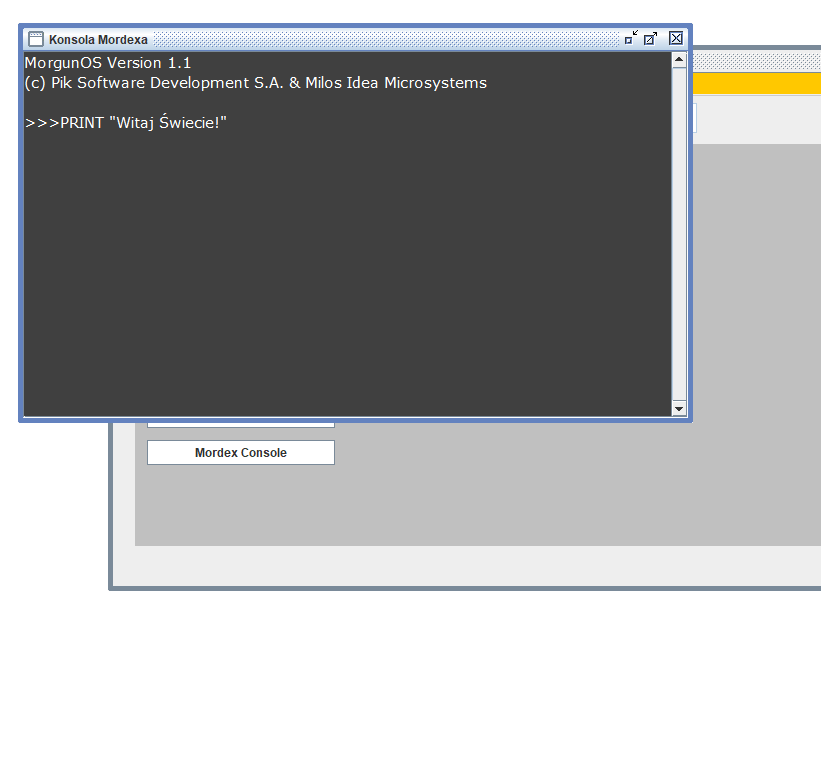 Konsola Mordexa
MorgunOS Version 1.1
(c) Pik Software Development S.A. & Milos Idea Microsystems
>>>PRINT "Witaj Świecie!"
Mordex Console